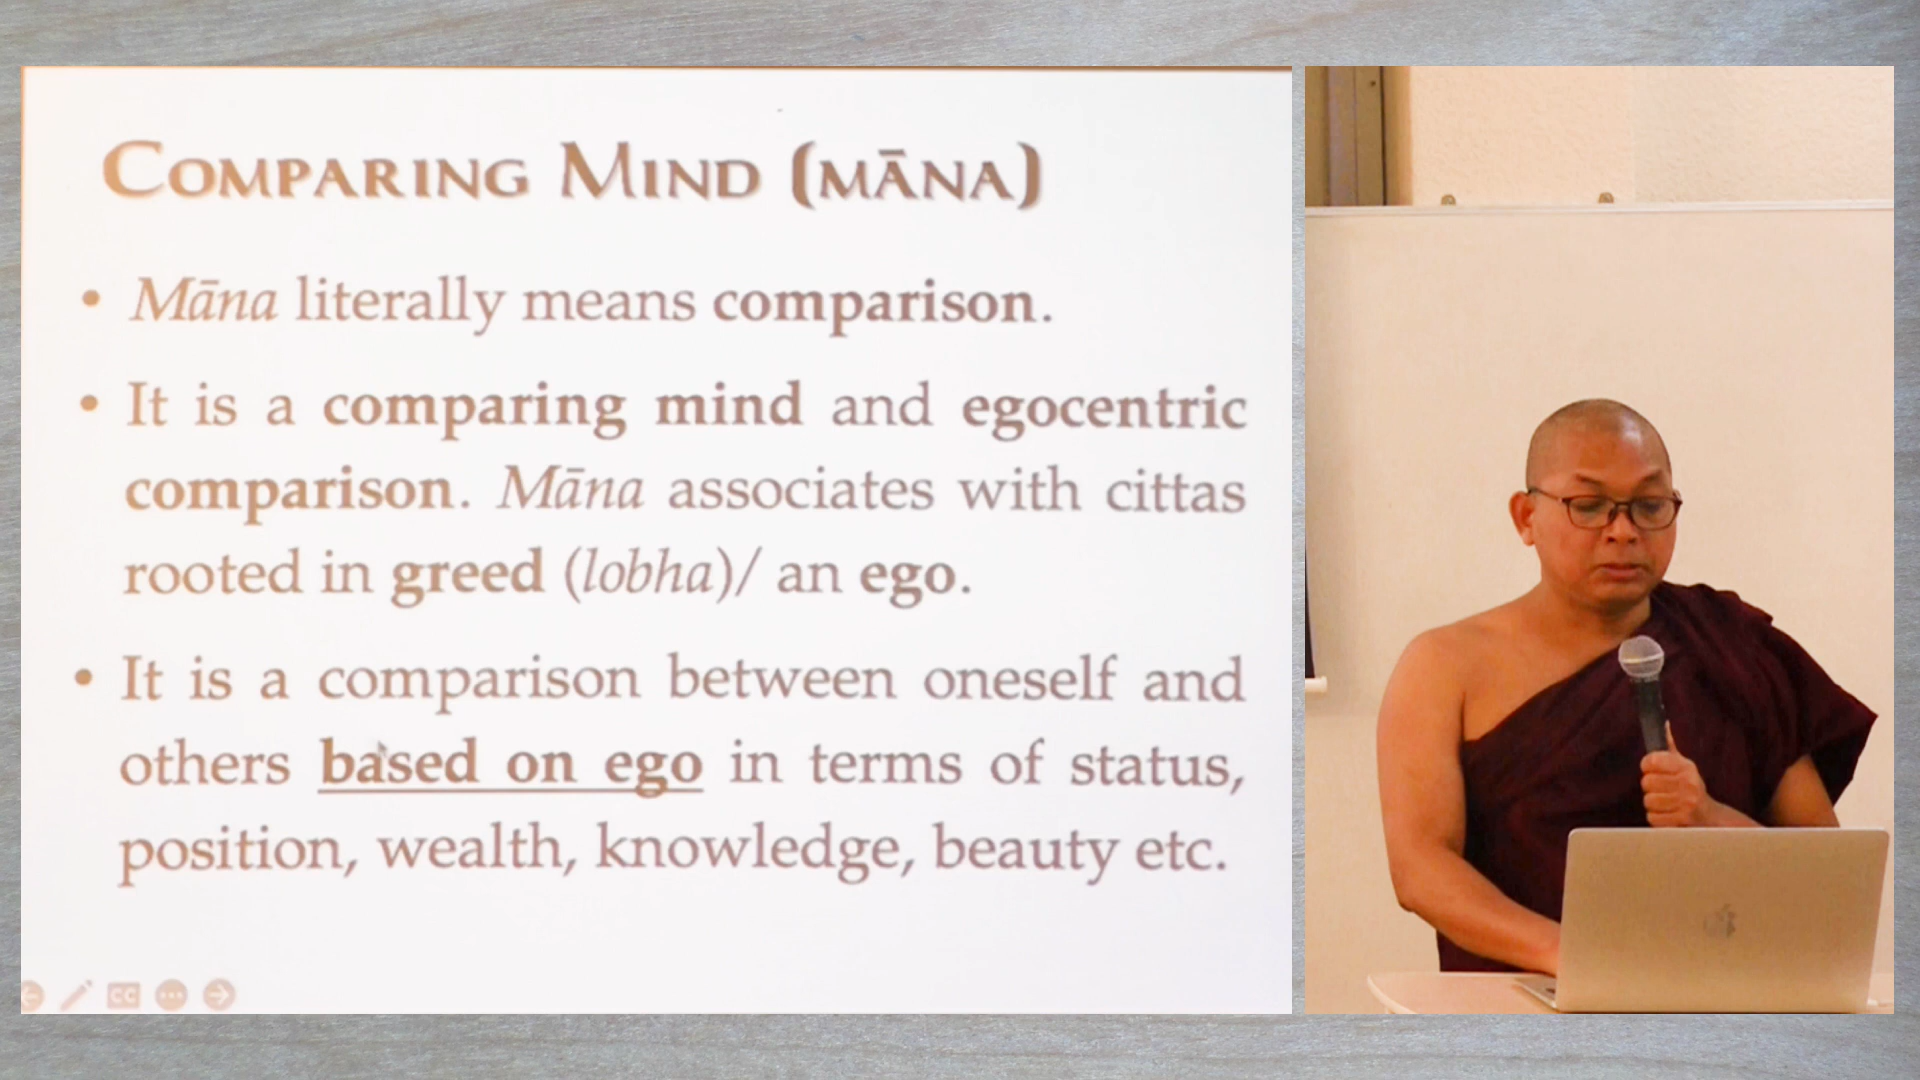 COMPARING MIND (MĀNA)
• Māna literally means comparison.
• It is a comparing mind and egocentric
comparison. Māna associates with cittas
rooted in greed (lobha)/ an ego.
• It is a comparison between oneself and
others based on ego in terms of status,
position, wealth, knowledge, beauty etc.
CC